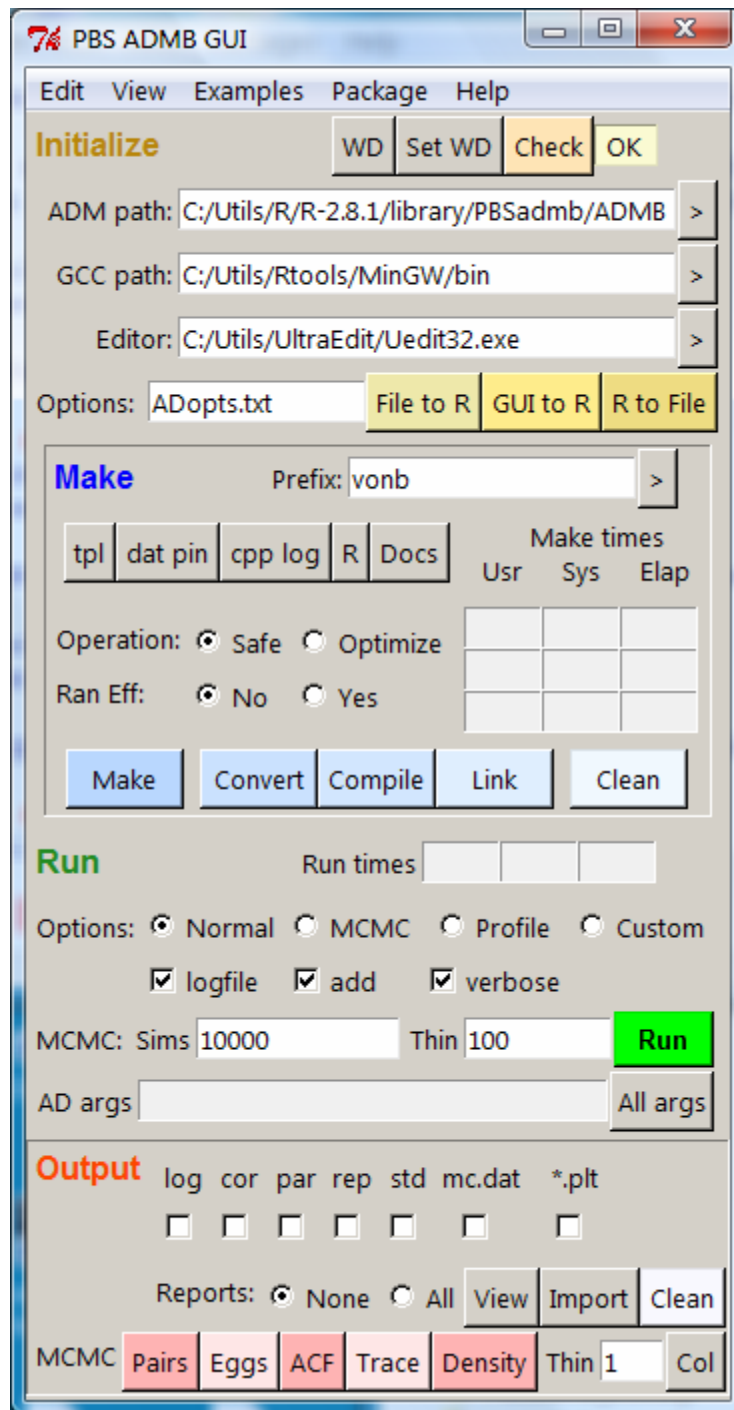 PBS ADMB GUI
Edit View Examples Package Help
Initialize WD Set WD Check OK
ADM path: C:/Utils/R/R-2.8.1/library/PBSadmb/ADMB >
GCC path: C:/Utils/Rtools/MinGW/bin >
Editor: C:/Utils/UltraEdit/Uedit32.exe >
Options: ADopts.txt File to R GUI to R R to File
Make Prefix: vonb >
tpl dat pin cpp log R Docs Make times
Usr Sys Elap
Operation: Safe Optimize
Ran Eff: No Yes
Make Convert Compile Link Clean
Run Run times
Options: Normal MCMC Profile Custom
logfile add verbose
MCMC: Sims 10000 Thin 100 Run
AD args All args
Output log cor par rep std mc.dat *.plt
Reports: None All View Import Clean
MCMC Pairs Eggs ACF Trace Density Thin 1 Col